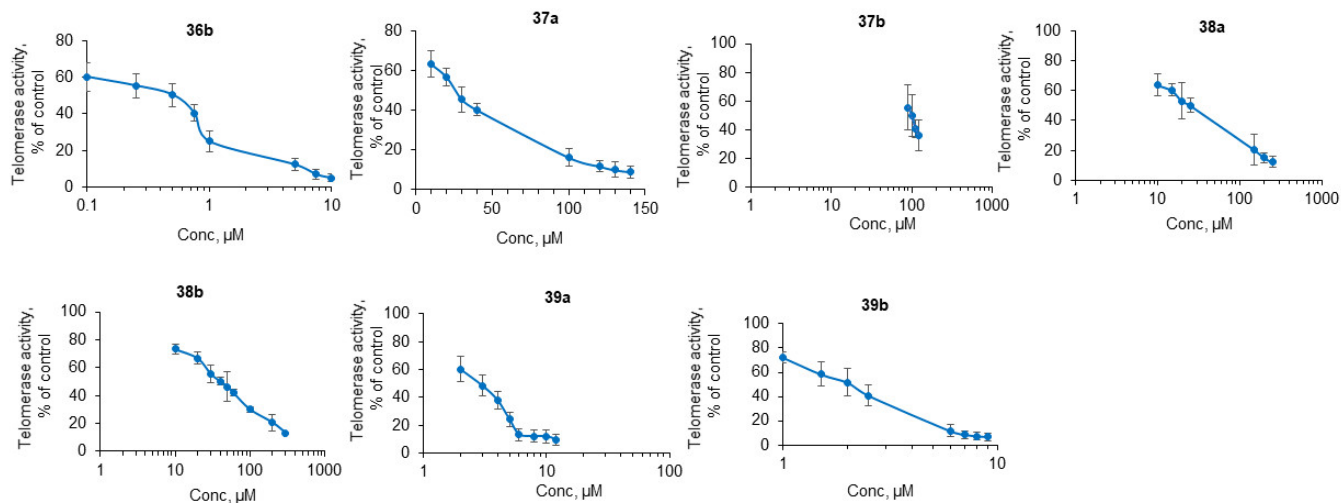 36b
Telomerase activity,
% of control
80
60
40
20
0
0.1
1
10
Conc, µM
37a
Telomerase activity,
% of control
80
60
40
20
0
0
50
100
150
Conc, µM
37b
Telomerase activity,
% of control
100
80
60
40
20
0
1
10
100
1000
Conc, µM
38a
Telomerase activity,
% of control
100
80
60
40
20
0
1
10
100
1000
Conc, µM
38b
Telomerase activity,
% of control
100
80
60
40
20
0
1
10
100
1000
Conc, µM
39a
Telomerase activity,
% of control
100
80
60
40
20
0
1
10
100
Conc, µM
39b
Telomerase activity,
% of control
100
80
60
40
20
0
1
10
Conc, µM